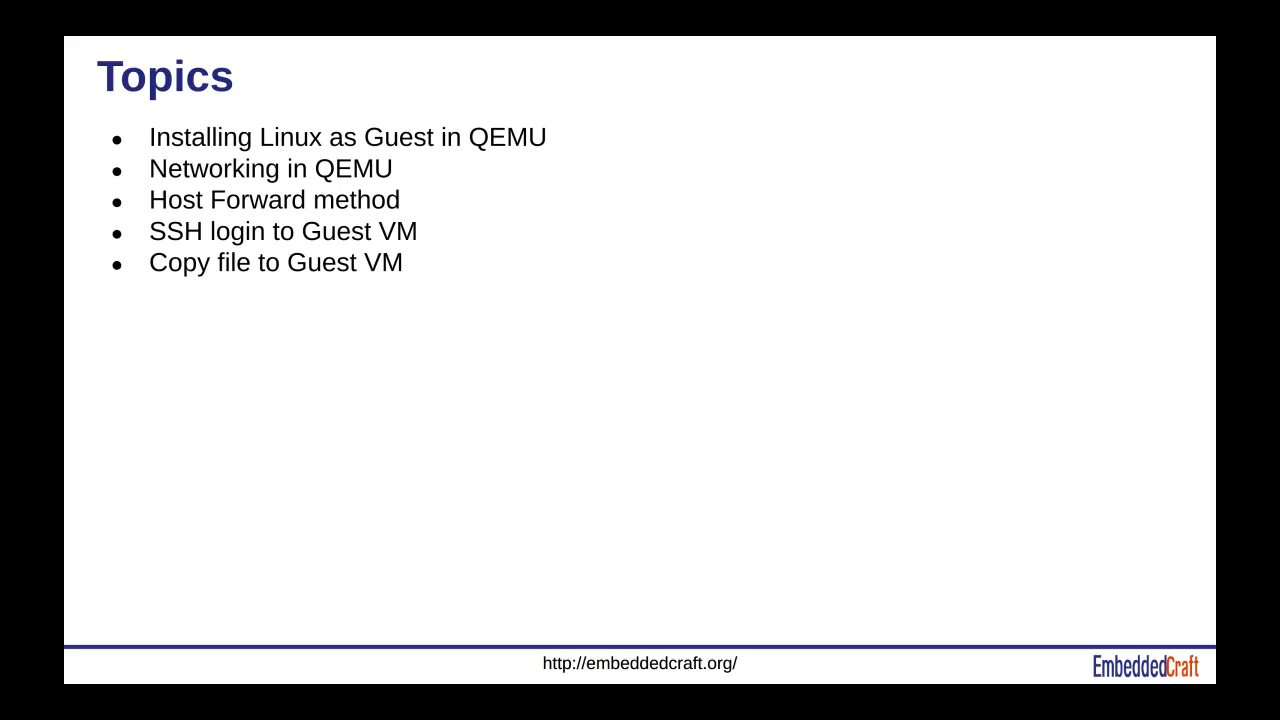 Topics
● Installing Linux as Guest in QEMU
● Networking in QEMU
● Host Forward method
● SSH login to Guest VM
● Copy file to Guest VM
http://embeddedcraft.org/
EmbeddedCraft